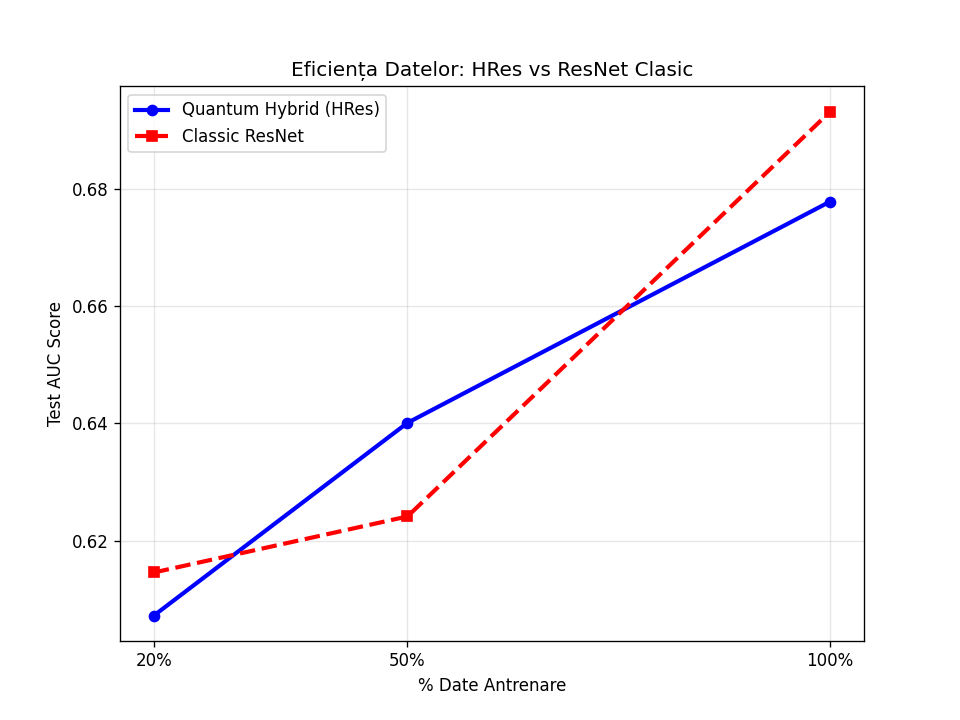 Eficiența Datelor: HRes vs ResNet Clasic
Quantum Hybrid (HRes)
Classic ResNet
0.68
0.66
0.64
0.62
Test AUC Score
20%
50%
100%
% Date Antrenare